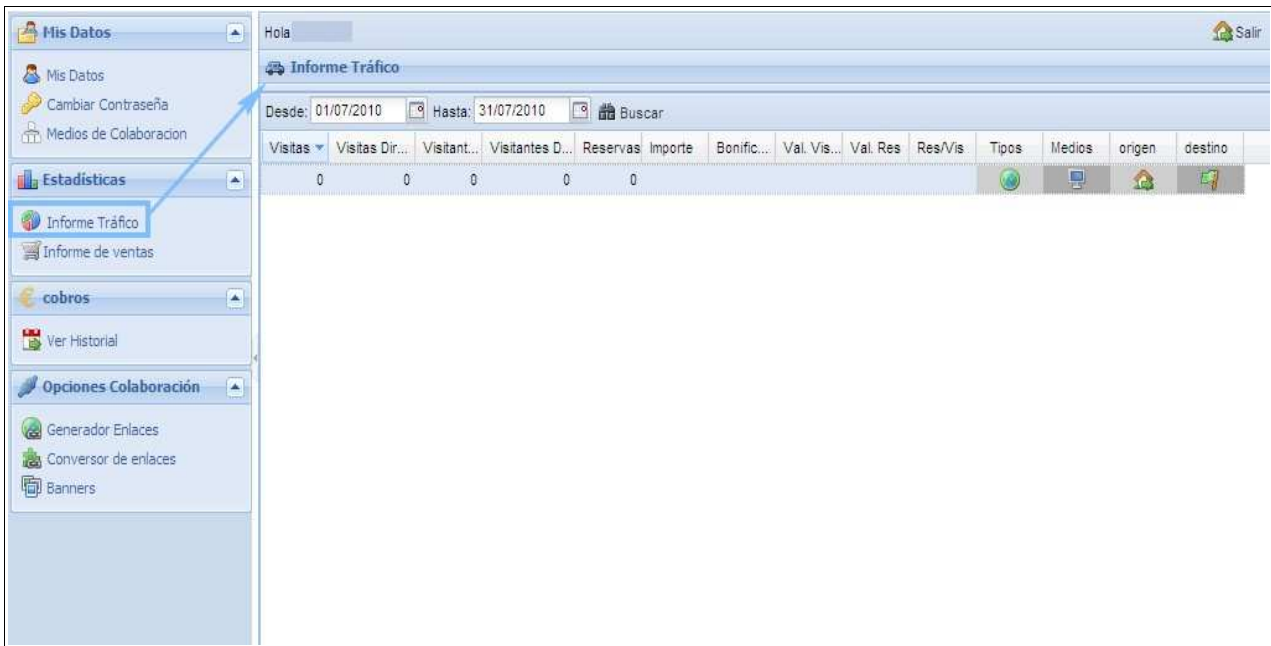 Mis Datos
Mis Datos
Cambiar Contraseña
Medios de Colaboracion
Estadísticas
Informe Tráfico
Informe de ventas
cobros
Ver Historial
Opciones Colaboración
Generador Enlaces
Conversor de enlaces
Banners
Hola
Salir
Informe Tráfico
Desde: 01/07/2010 Hasta: 31/07/2010 Buscar
Visitas Visitas Dir... Visitant... Visitantes D... Reservas Importe Bonific... Val. Vis... Val. Res Res/Vis Tipos Medios origen destino
0 0 0 0 0